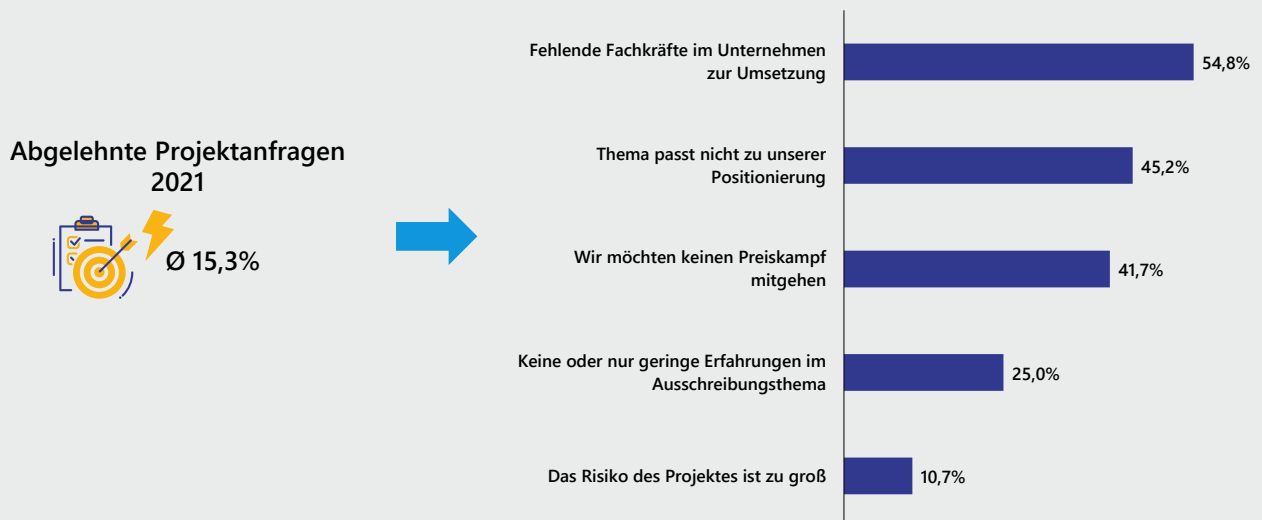 Abgelehnte Projektanfragen
2021
Ø 15,3%
Fehlende Fachkräfte im Unternehmen
zur Umsetzung
54,8%
Thema passt nicht zu unserer
Positionierung
45,2%
Wir möchten keinen Preiskampf
mitgehen
41,7%
Keine oder nur geringe Erfahrungen im
Ausschreibungsthema
25,0%
Das Risiko des Projektes ist zu groß
10,7%